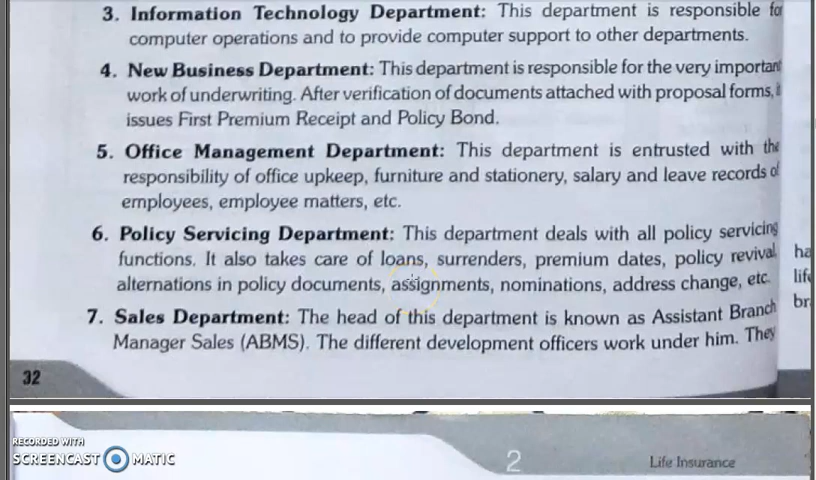 3. Information Technology Department: This department is responsible for
computer operations and to provide computer support to other departments.
4. New Business Department: This department is responsible for the very important
work of underwriting. After verification of documents attached with proposal forms,
issues First Premium Receipt and Policy Bond.
5. Office Management Department: This department is entrusted with the
responsibility of office upkeep, furniture and stationery, salary and leave records of
employees, employee matters, etc.
6. Policy Servicing Department: This department deals with all policy servicing
functions. It also takes care of loans, surrenders, premium dates, policy revival
alternations in policy documents, assignments, nominations, address change, etc.
7. Sales Department: The head of this department is known as Assistant Branch
Manager Sales (ABMS). The different development officers work under him. They
ha
life
br
32
RECORDED WITH
SCREENCAST MATIC
2
Life Insurance